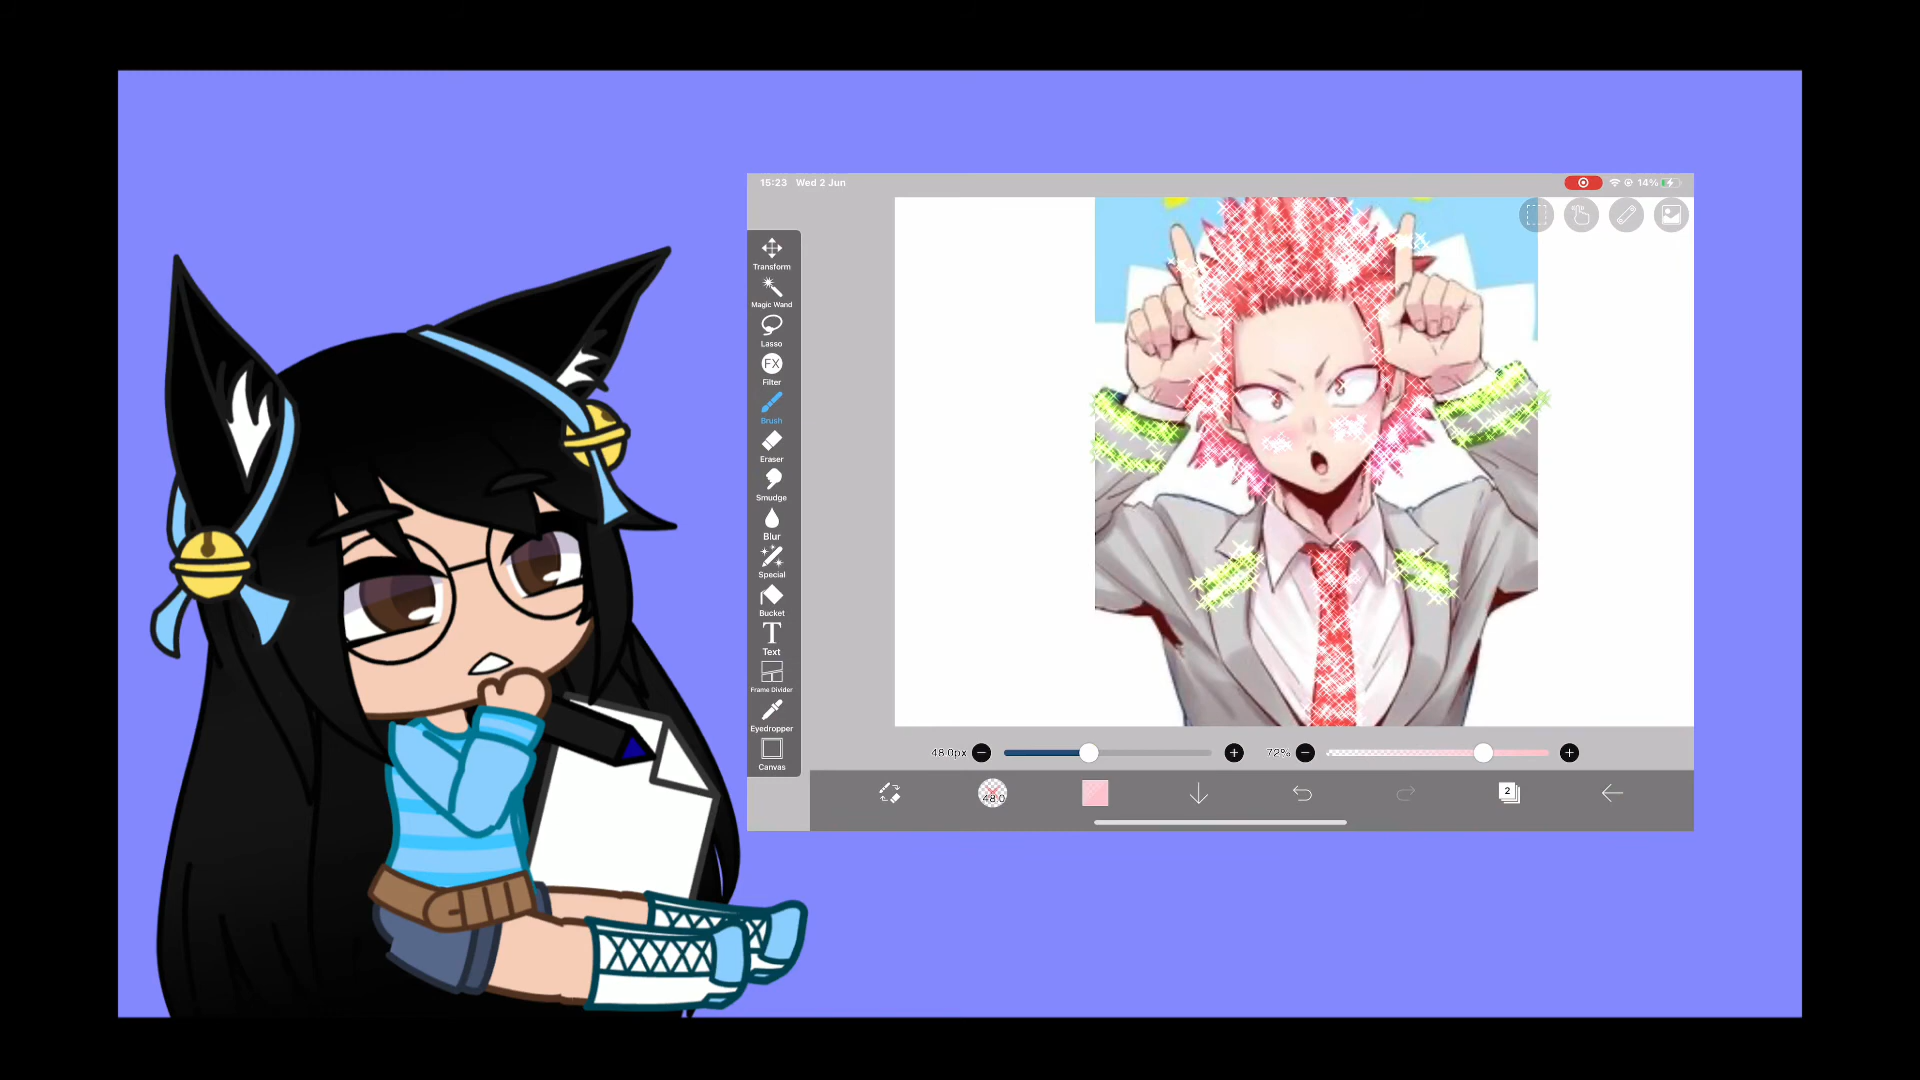 15:23 Wed 2 Jun
14%
Transform
Magic Wand
Lasso
FX
Filter
Brush
Eraser
Smudge
Blur
Special
Bucket
T
Text
Frame Divider
Eyedropper
Canvas
48.0px
72%
48.0
2